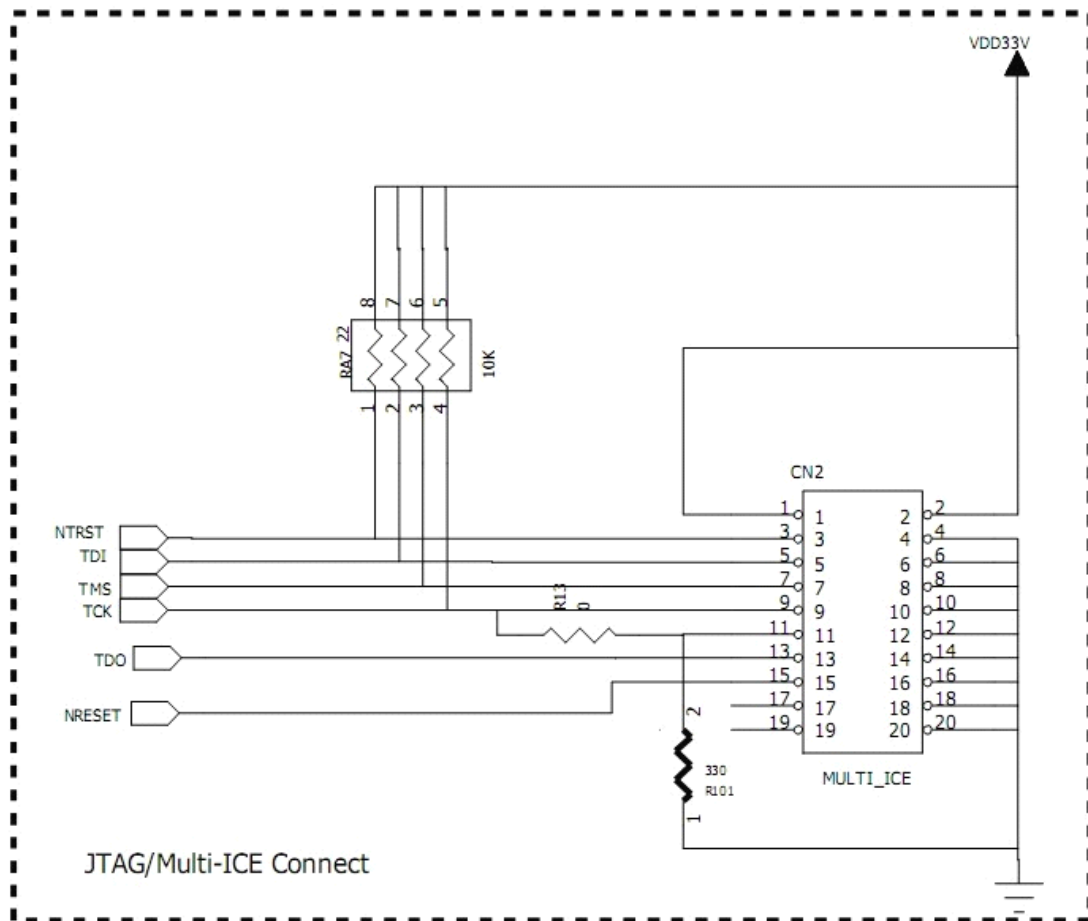 VDD33V
8 7 6 5
RA7 22
10K
1 2 3 4
CN2
1 1 2 2
NTRST 3 3 4 4
TDI 5 5 6 6
TMS 7 7 8 8
TCK R13 0 9 9 10 10
11 11 12 12
TDO 13 13 14 14
15 15 16 16
NRESET 17 17 18 18
2
19 19 20 20
330
R101
MULTI_ICE
1
JTAG/Multi-ICE Connect